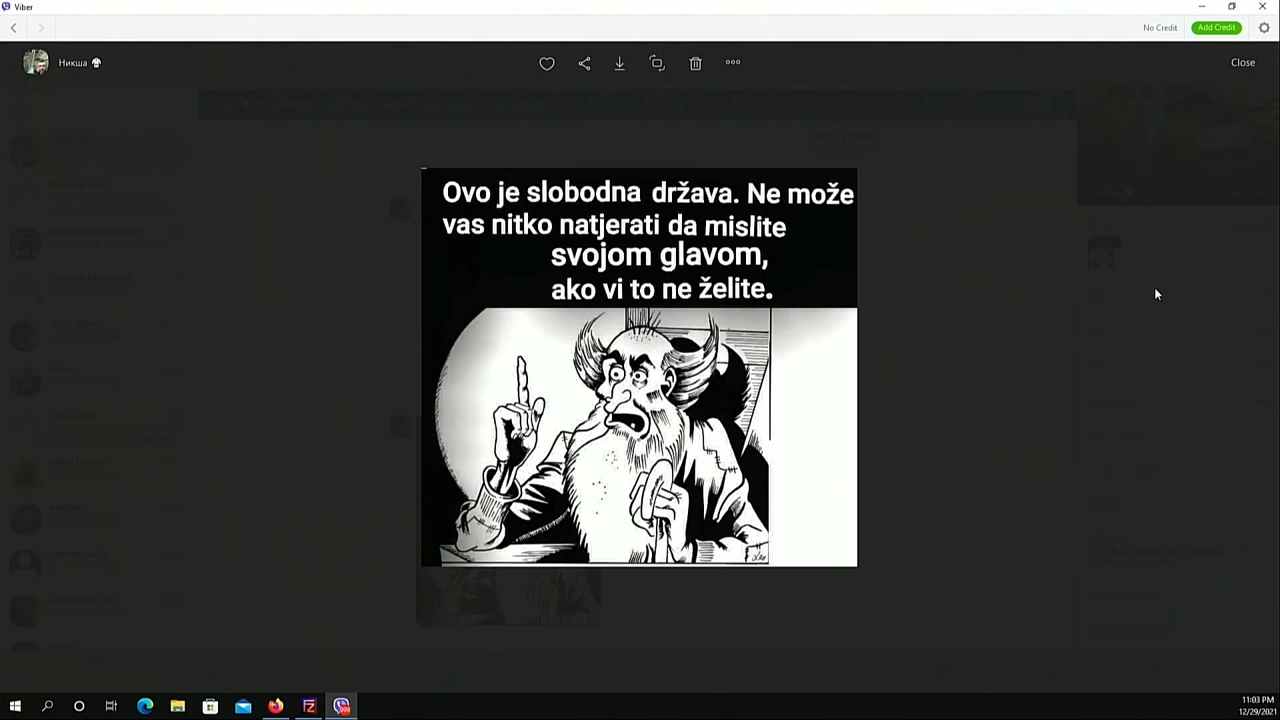 Viber
No Credit
Add Credit
Никша
Close
Ovo je slobodna država. Ne može
vas nitko natjerati da mislite
svojom glavom,
ako vi to ne želite.
Leo
11:03 PM
12/29/2021